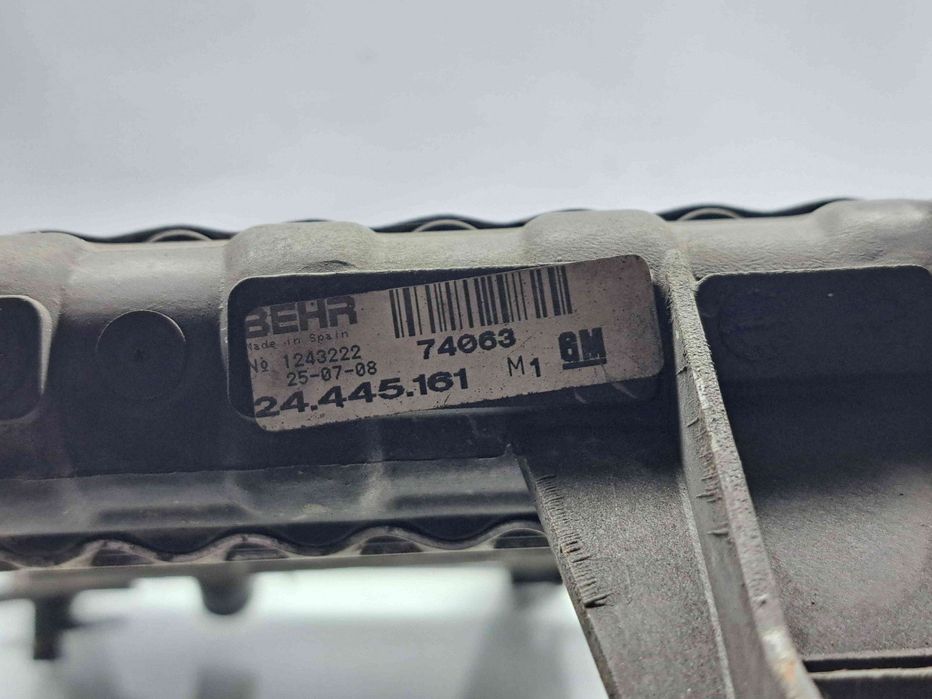 BEHR
Made in Spain
74063
No 1243222
25-07-08
24.445.161
M1
GM